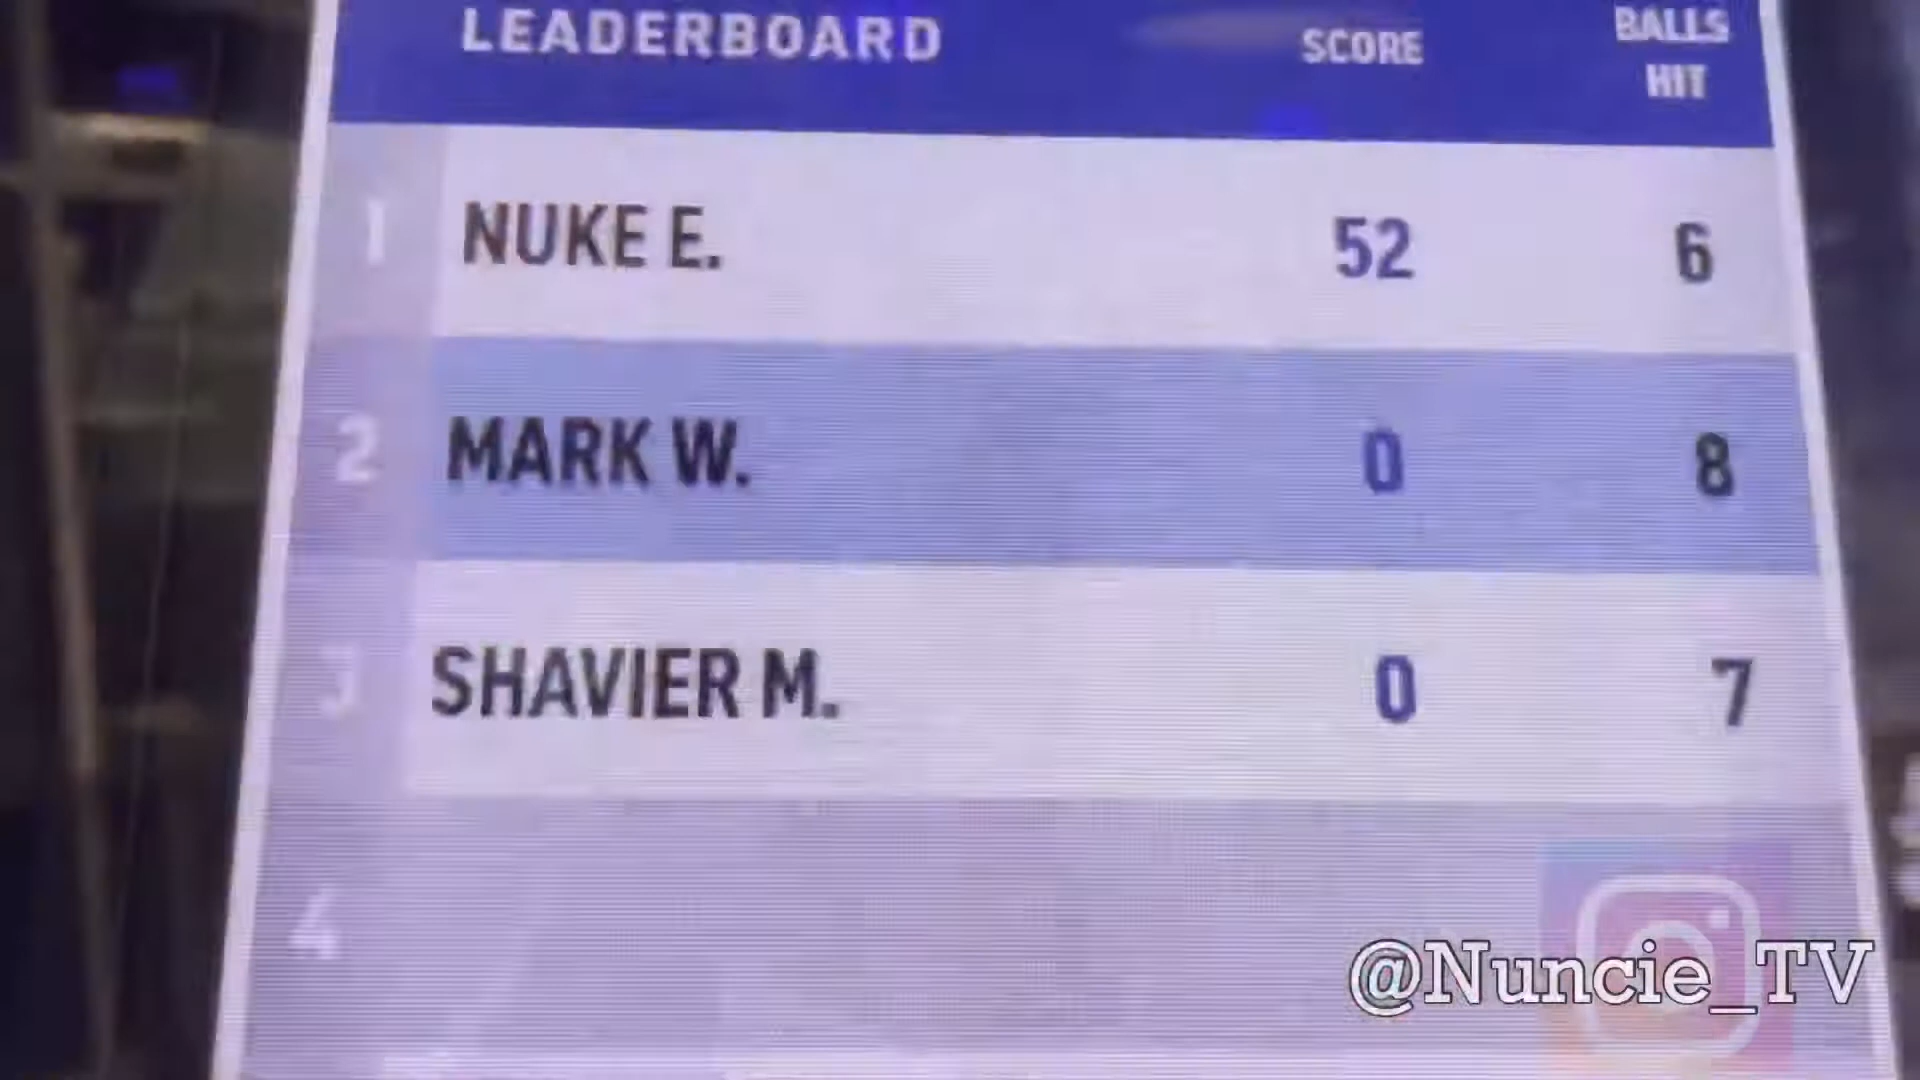 LEADERBOARD SCORE BALLS HIT
1 NUKE E. 52 6
2 MARK W. 0 8
3 SHAVIER M. 0 7
4
@Nuncie_TV